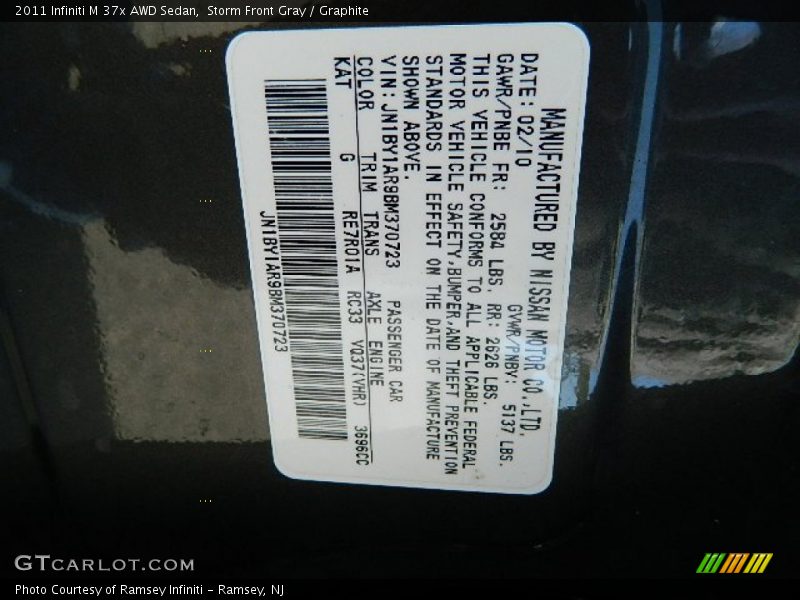 2011 Infiniti M 37x AWD Sedan,  Storm Front Gray / Graphite
MANUFACTURED BY NISSAN MOTOR CO.,LTD.
DATE: 02/10 GVWR/PNBV: 5137 LBS.
GAWR/PNBE FR: 2584 LBS. RR: 2626 LBS.
THIS VEHICLE CONFORMS TO ALL APPLICABLE FEDERAL
MOTOR VEHICLE SAFETY,BUMPER,AND THEFT PREVENTION
STANDARDS IN EFFECT ON THE DATE OF MANUFACTURE
SHOWN ABOVE.
VIN: JN1BY1AR9BM370723 PASSENGER CAR
COLOR TRIM TRANS AXLE ENGINE
KAT G RE7R01A RC33 VQ37(VHR) 3696CC
JN1BY1AR9BM370723
GTCARLOT.COM
Photo Courtesy of Ramsey Infiniti - Ramsey, NJ